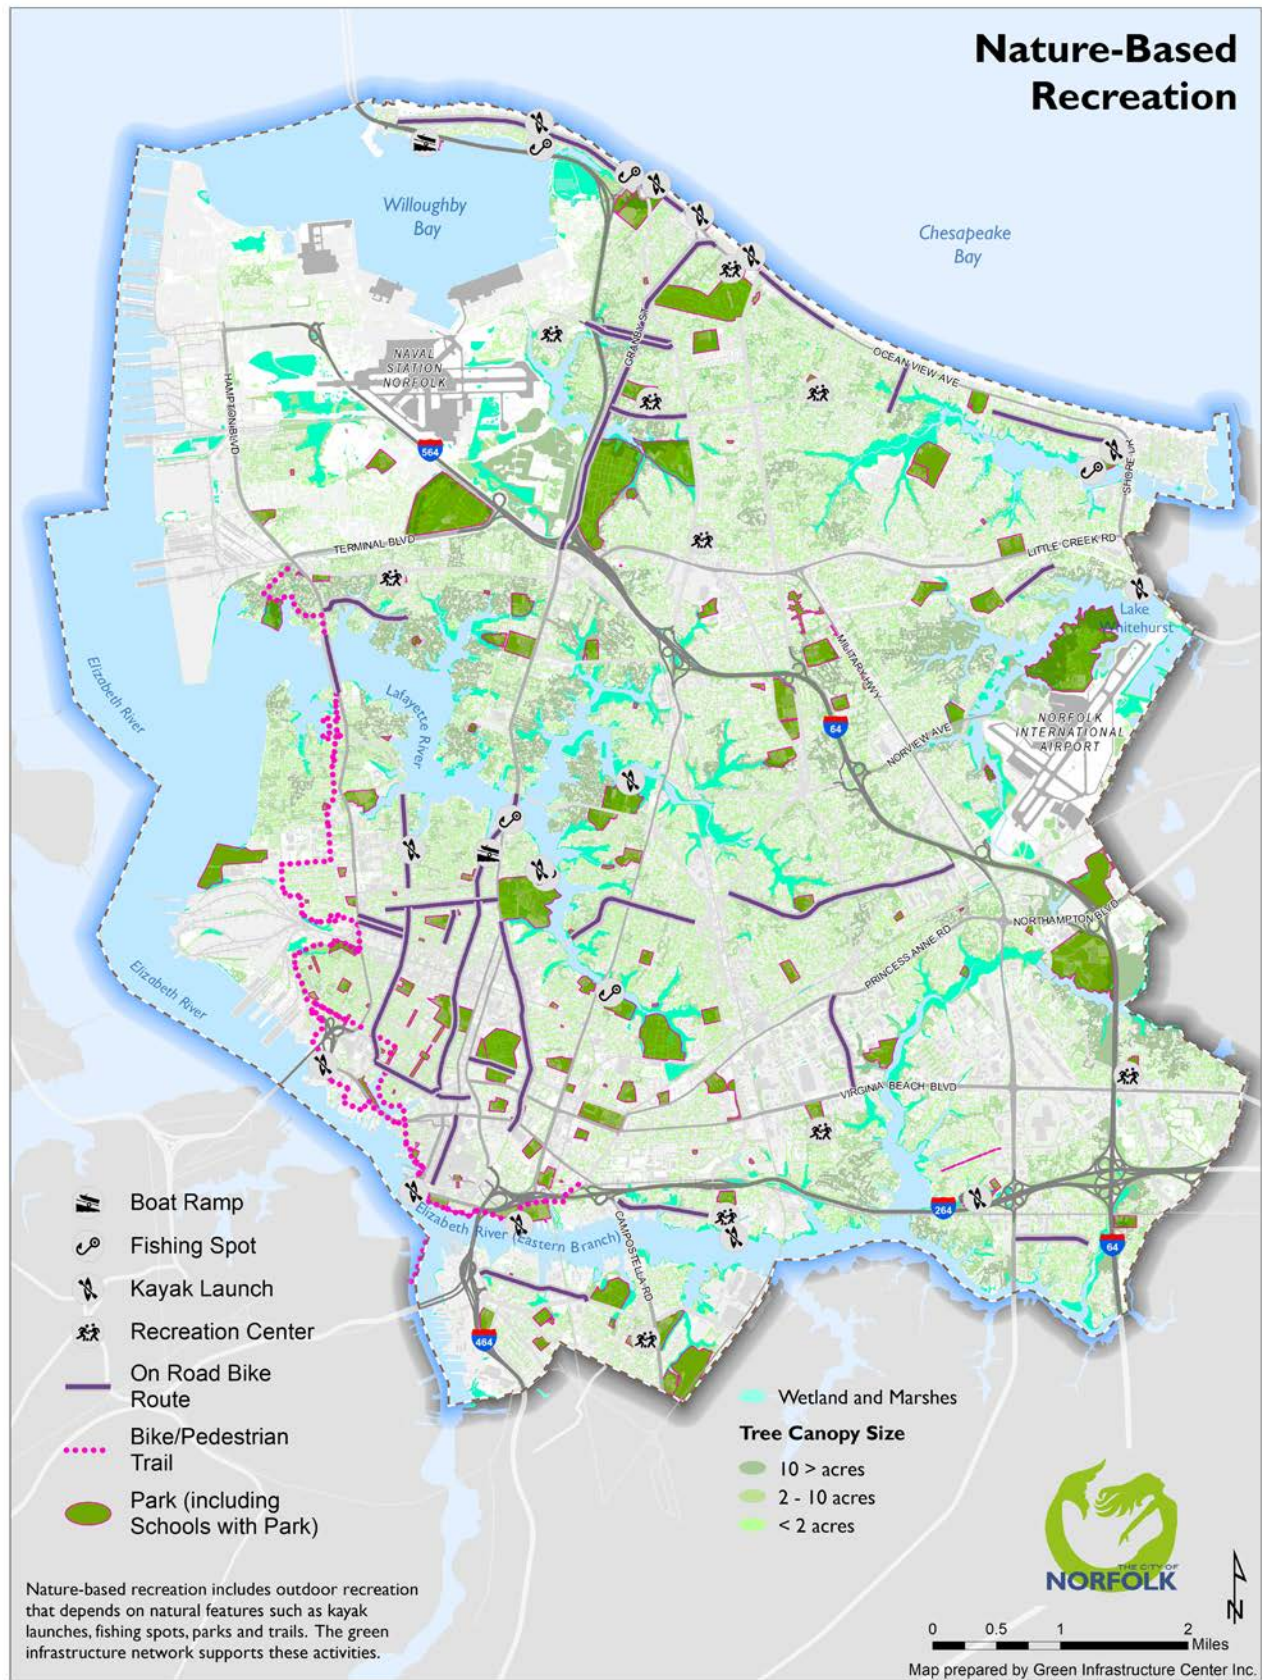 Nature-Based
Recreation
Willoughby
Bay
Chesapeake
Bay
NAVAL
STATION
NORFOLK
GRANBY ST
OCEAN VIEW AVE
HAMPTON BLVD
564
SHORE DR
TERMINAL BLVD
LITTLE CREEK RD
Lake
Whitehurst
Elizabeth River
Lafayette River
MILITARY HWY
64
NORVIEW AVE
NORFOLK
INTERNATIONAL
AIRPORT
NORTHAMPTON BLVD
PRINCESS ANNE RD
Elizabeth River
VIRGINIA BEACH BLVD
264
Elizabeth River (Eastern Branch)
CAMPOSTELLA RD
64
464
Boat Ramp
Fishing Spot
Kayak Launch
Recreation Center
On Road Bike
Route
Bike/Pedestrian
Trail
Park (including
Schools with Park)
Wetland and Marshes
Tree Canopy Size
10 > acres
2 - 10 acres
< 2 acres
Nature-based recreation includes outdoor recreation
that depends on natural features such as kayak
launches, fishing spots, parks and trails. The green
infrastructure network supports these activities.
THE CITY OF
NORFOLK
N
0 0.5 1 2
Miles
Map prepared by Green Infrastructure Center Inc.